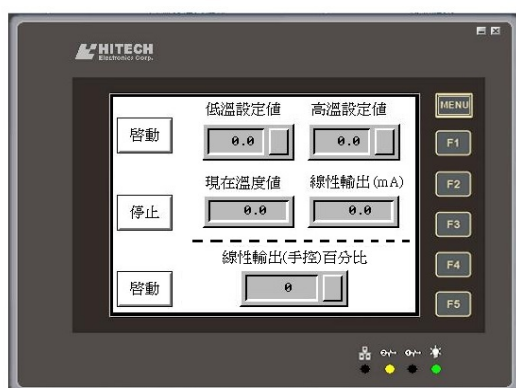 HITECH
Electronics Corp.
MENU
低溫設定值 高溫設定值
啓動 0.0 0.0
F1
現在溫度值 線性輸出(mA)
F2
停止 0.0 0.0
F3
線性輸出(手控)百分比
F4
啓動 0
F5